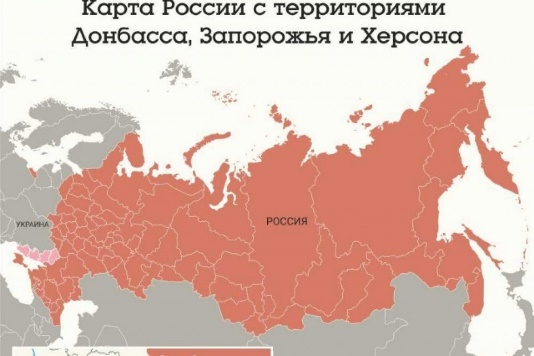 Карта России с территориями
Донбасса, Запорожья и Херсона
РОССИЯ
УКРАИНА